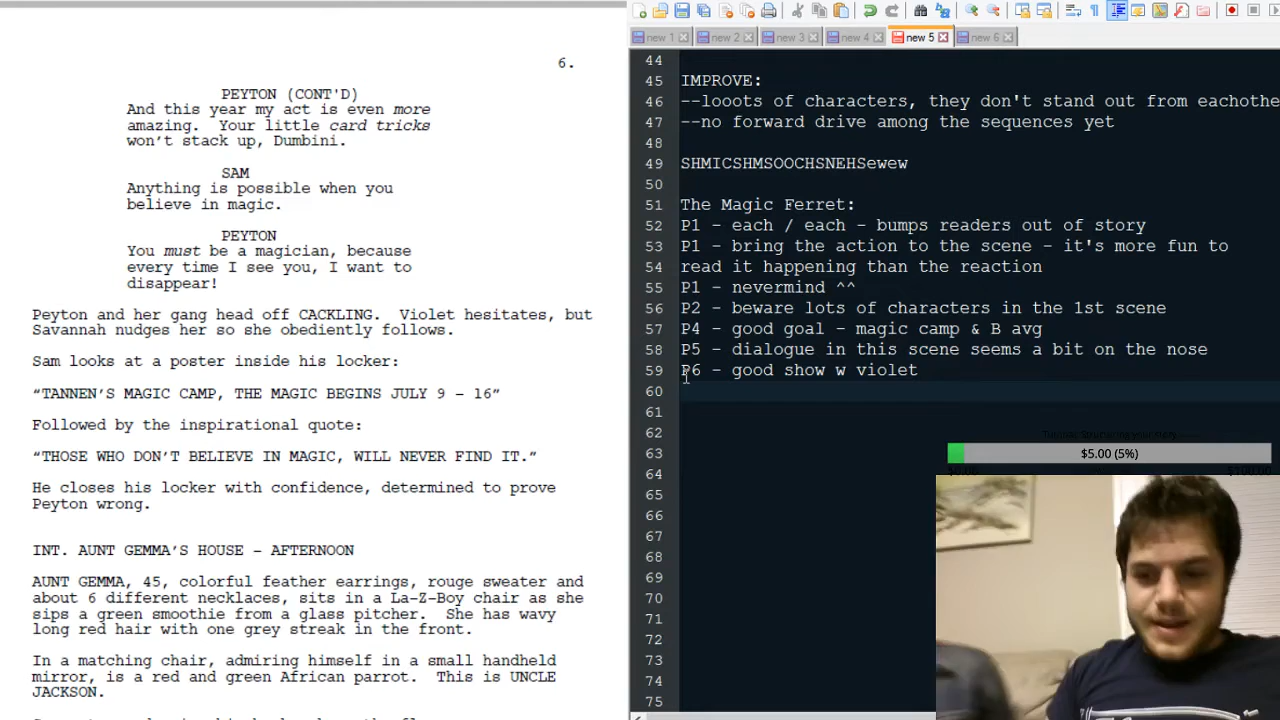 6.
PEYTON (CONT'D)
And this year my act is even more
amazing. Your little card tricks
won't stack up, Dumbini.
SAM
Anything is possible when you
believe in magic.
PEYTON
You must be a magician, because
every time I see you, I want to
disappear!
Peyton and her gang head off CACKLING. Violet hesitates, but
Savannah nudges her so she obediently follows.
Sam looks at a poster inside his locker:
“TANNEN'S MAGIC CAMP, THE MAGIC BEGINS JULY 9 – 16”
Followed by the inspirational quote:
“THOSE WHO DON'T BELIEVE IN MAGIC, WILL NEVER FIND IT.”
He closes his locker with confidence, determined to prove
Peyton wrong.
INT. AUNT GEMMA'S HOUSE – AFTERNOON
AUNT GEMMA, 45, colorful feather earrings, rouge sweater and
about 6 different necklaces, sits in a La-Z-Boy chair as she
sips a green smoothie from a glass pitcher. She has wavy
long red hair with one grey streak in the front.
In a matching chair, admiring himself in a small handheld
mirror, is a red and green African parrot. This is UNCLE
JACKSON.
new 1 new 2 new 3 new 4 new 5 new 6
44
45 IMPROVE:
46 --looots of characters, they don't stand out from eachothe
47 --no forward drive among the sequences yet
48
49 SHMICSHMSOOCHSNEHSewew
50
51 The Magic Ferret:
52 P1 - each / each - bumps readers out of story
53 P1 - bring the action to the scene - it's more fun to
54 read it happening than the reaction
55 P1 - nevermind ^^
56 P2 - beware lots of characters in the 1st scene
57 P4 - good goal - magic camp & B avg
58 P5 - dialogue in this scene seems a bit on the nose
59 P6 - good show w violet
60
61
62
63
64
65
66
67
68
69
70
71
72
73
74
75
$5.00 (5%)